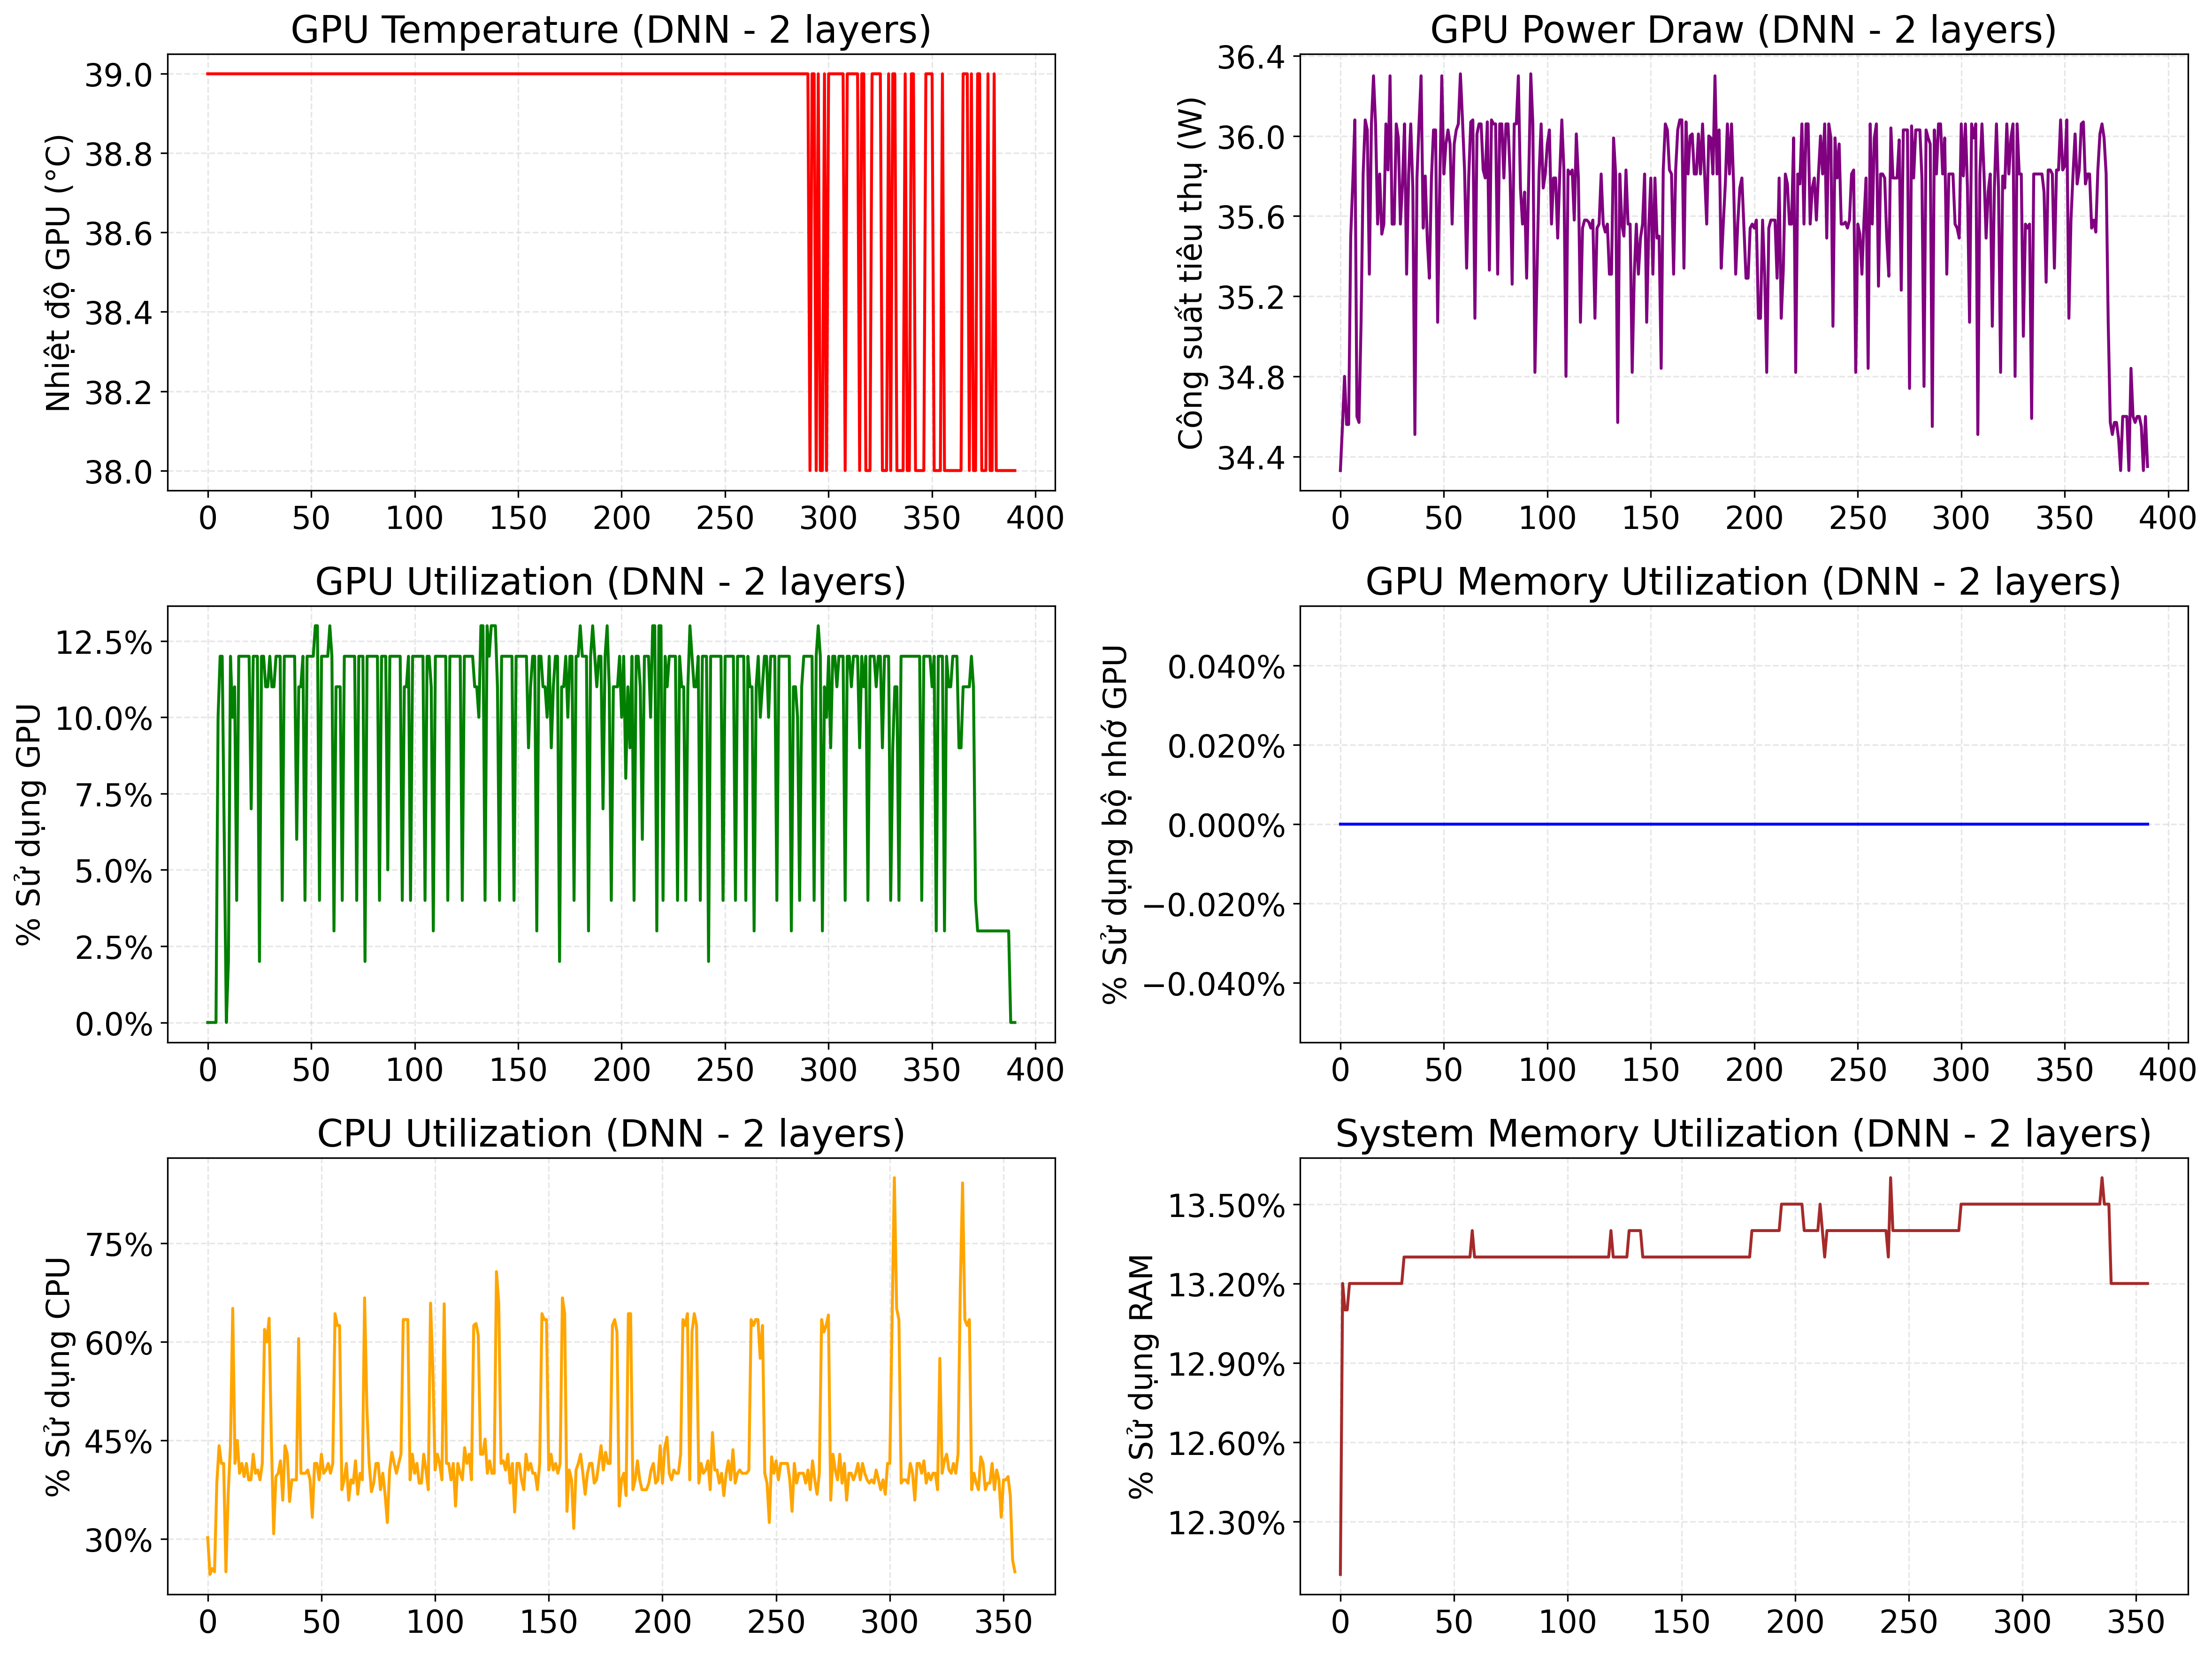 GPU Temperature (DNN - 2 layers)
Nhiệt độ GPU (°C)
39.0
38.8
38.6
38.4
38.2
38.0
0 50 100 150 200 250 300 350 400
GPU Power Draw (DNN - 2 layers)
Công suất tiêu thụ (W)
36.4
36.0
35.6
35.2
34.8
34.4
0 50 100 150 200 250 300 350 400
GPU Utilization (DNN - 2 layers)
% Sử dụng GPU
12.5%
10.0%
7.5%
5.0%
2.5%
0.0%
0 50 100 150 200 250 300 350 400
GPU Memory Utilization (DNN - 2 layers)
% Sử dụng bộ nhớ GPU
0.040%
0.020%
0.000%
−0.020%
−0.040%
0 50 100 150 200 250 300 350 400
CPU Utilization (DNN - 2 layers)
% Sử dụng CPU
75%
60%
45%
30%
0 50 100 150 200 250 300 350
System Memory Utilization (DNN - 2 layers)
% Sử dụng RAM
13.50%
13.20%
12.90%
12.60%
12.30%
0 50 100 150 200 250 300 350